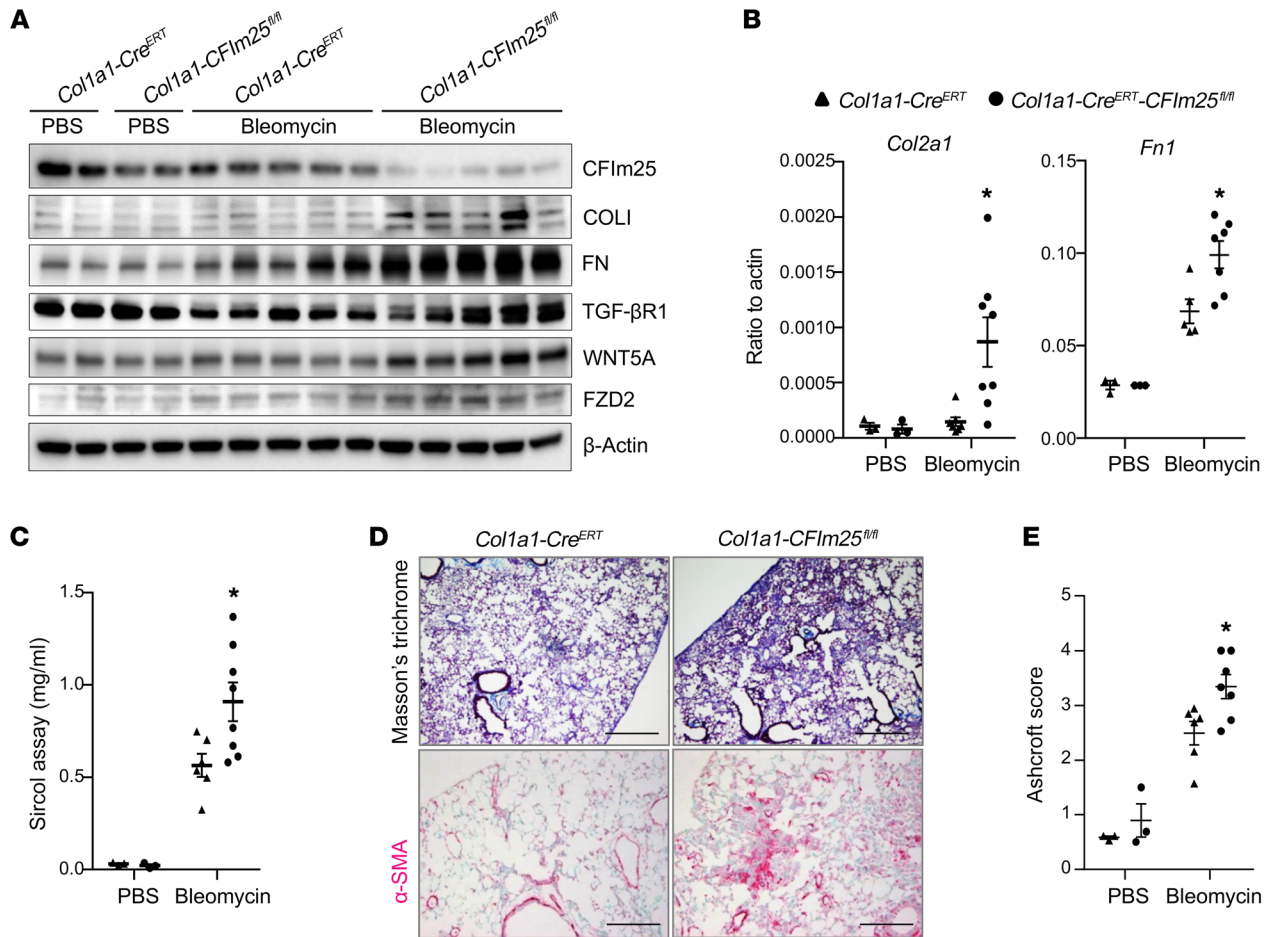 A
Col1a1-CreERT
Col1a1-CFIm25fl/fl
Col1a1-CreERT
Col1a1-CFIm25fl/fl
PBS PBS Bleomycin Bleomycin
CFIm25
COLI
FN
TGF-βR1
WNT5A
FZD2
β-Actin
B
▲ Col1a1-CreERT ● Col1a1-CreERT-CFIm25fl/fl
Col2a1
Ratio to actin
0.0025
0.0020
0.0015
0.0010
0.0005
0.0000
*
PBS Bleomycin
Fn1
0.15
0.10
0.05
0.00
*
PBS Bleomycin
C
Sircol assay (mg/ml)
1.5
1.0
0.5
0.0
*
PBS Bleomycin
D
Col1a1-CreERT Col1a1-CFIm25fl/fl
Masson's trichrome
α-SMA
E
Ashcroft score
5
4
3
2
1
0
*
PBS Bleomycin